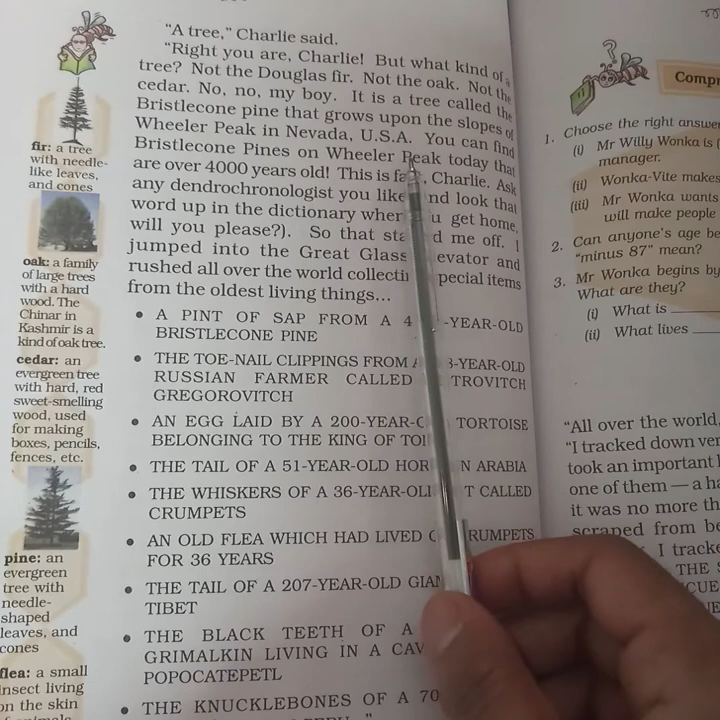 "A tree," Charlie said.
"Right you are, Charlie! But what kind of
tree? Not the Douglas fir. Not the oak. Not the
cedar. No, no, my boy. It is a tree called the
Bristlecone pine that grows upon the slopes of
Wheeler Peak in Nevada, U.S.A. You can find
Bristlecone Pines on Wheeler Peak today that
are over 4000 years old! This is , Charlie. Ask
any dendrochronologist you like nd look that
word up in the dictionary when u get home,
will you please?). So that sta d me off. I
jumped into the Great Glass evator and
rushed all over the world collecti pecial items
from the oldest living things...
• A PINT OF SAP FROM A 4 -YEAR-OLD
BRISTLECONE PINE
• THE TOE-NAIL CLIPPINGS FROM 8-YEAR-OLD
RUSSIAN FARMER CALLED TROVITCH
GREGOROVITCH
• AN EGG LAID BY A 200-YEAR-O TORTOISE
BELONGING TO THE KING OF TO
• THE TAIL OF A 51-YEAR-OLD HOR N ARABIA
• THE WHISKERS OF A 36-YEAR-OL T CALLED
CRUMPETS
• AN OLD FLEA WHICH HAD LIVED O RUMPETS
FOR 36 YEARS
• THE TAIL OF A 207-YEAR-OLD GIAN
TIBET
• THE BLACK TEETH OF A
GRIMALKIN LIVING IN A CAV
POPOCATEPETL
• THE KNUCKLEBONES OF A 70
fir: a tree
with needle-
like leaves,
and cones
oak: a family
of large trees
with a hard
wood. The
Chinar in
Kashmir is a
kind of oak tree.
cedar: an
evergreen tree
with hard, red
sweet-smelling
wood, used
for making
boxes, pencils,
fences, etc.
pine: an
evergreen
tree with
needle-
shaped
leaves, and
cones
flea: a small
insect living
on the skin
Compr
1. Choose the right answer
(i) Mr Willy Wonka is (
manager.
(ii) Wonka-Vite makes
(iii) Mr Wonka wants
will make people
2. Can anyone's age be
"minus 87" mean?
3. Mr Wonka begins by
What are they?
(i) What is
(ii) What lives
"All over the world,
"I tracked down ver
took an important
one of them — a ha
it was no more th
scraped from be
I tracke
THE S
CUE